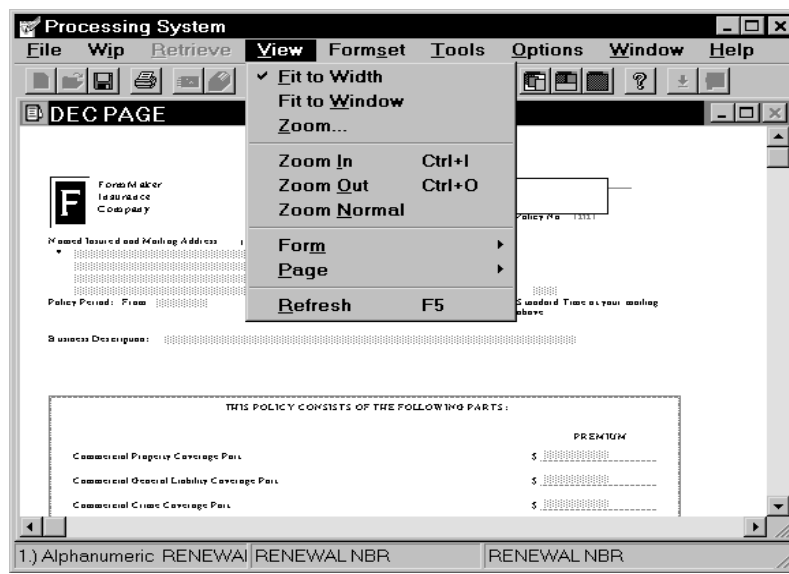 Processing System
File Wip Retrieve View Formset Tools Options Window Help
DEC PAGE
Fit to Width
Fit to Window
Zoom...
Zoom In Ctrl+I
Zoom Out Ctrl+O
Zoom Normal
Form
Page
Refresh F5
F
FormMaker
Insurance
Company
Policy No
Named Insured and Mailing Address
Policy Period: From
Standard Time at your mailing
above
Business Description:
THIS POLICY CONSISTS OF THE FOLLOWING PARTS:
PREMIUM
Commercial Property Coverage Part $
Commercial General Liability Coverage Part $
Commercial Crime Coverage Part $
1.) Alphanumeric RENEWAL RENEWAL NBR RENEWAL NBR